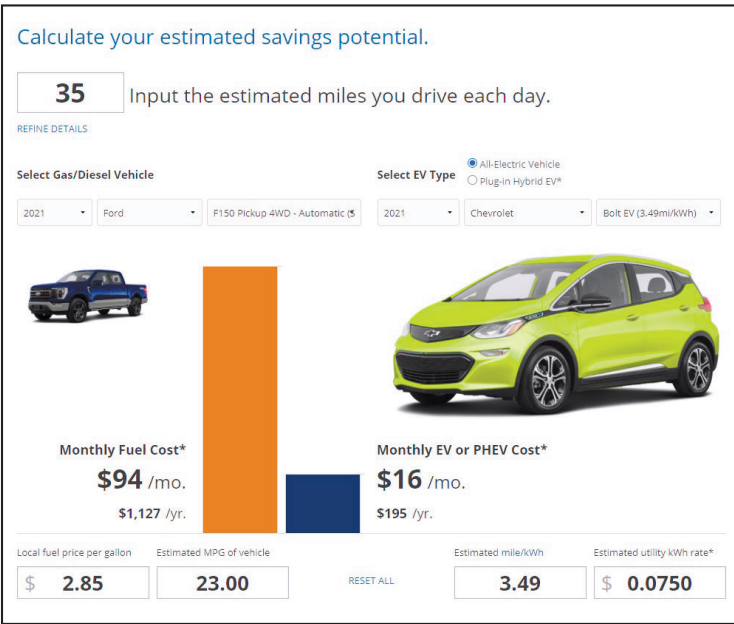 Calculate your estimated savings potential.
35 Input the estimated miles you drive each day.
REFINE DETAILS
Select Gas/Diesel Vehicle
2021 Ford F150 Pickup 4WD - Automatic (5
Select EV Type
All-Electric Vehicle
Plug-in Hybrid EV*
2021 Chevrolet Bolt EV (3.49mi/kWh)
Monthly Fuel Cost*
$94 /mo.
$1,127 /yr.
Monthly EV or PHEV Cost*
$16 /mo.
$195 /yr.
Local fuel price per gallon
$ 2.85
Estimated MPG of vehicle
23.00
RESET ALL
Estimated mile/kWh
3.49
Estimated utility kWh rate*
$ 0.0750